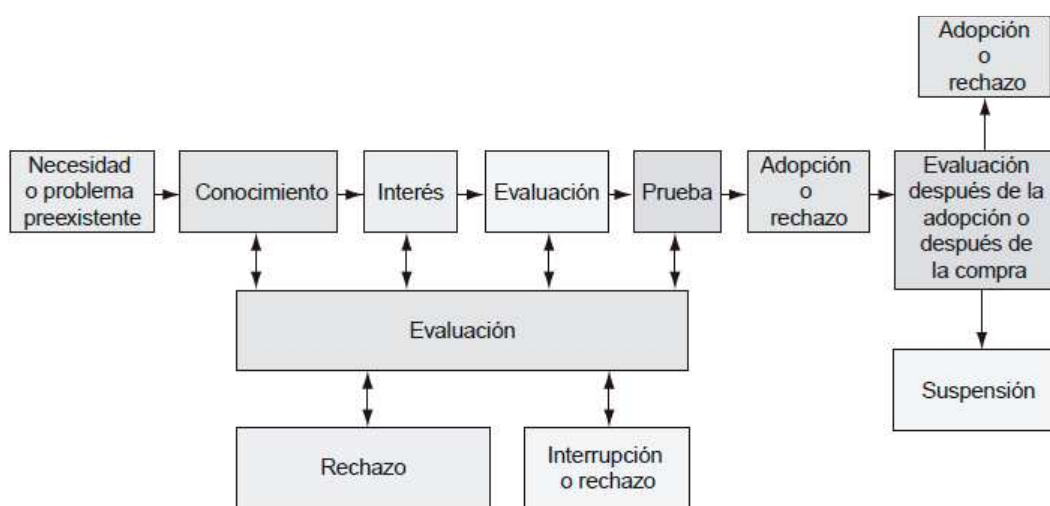 Adopción
o
rechazo
Necesidad
o problema
preexistente
Conocimiento
Interés
Evaluación
Prueba
Adopción
o
rechazo
Evaluación
después de la
adopción o
después de
la compra
Evaluación
Suspensión
Rechazo
Interrupción
o rechazo